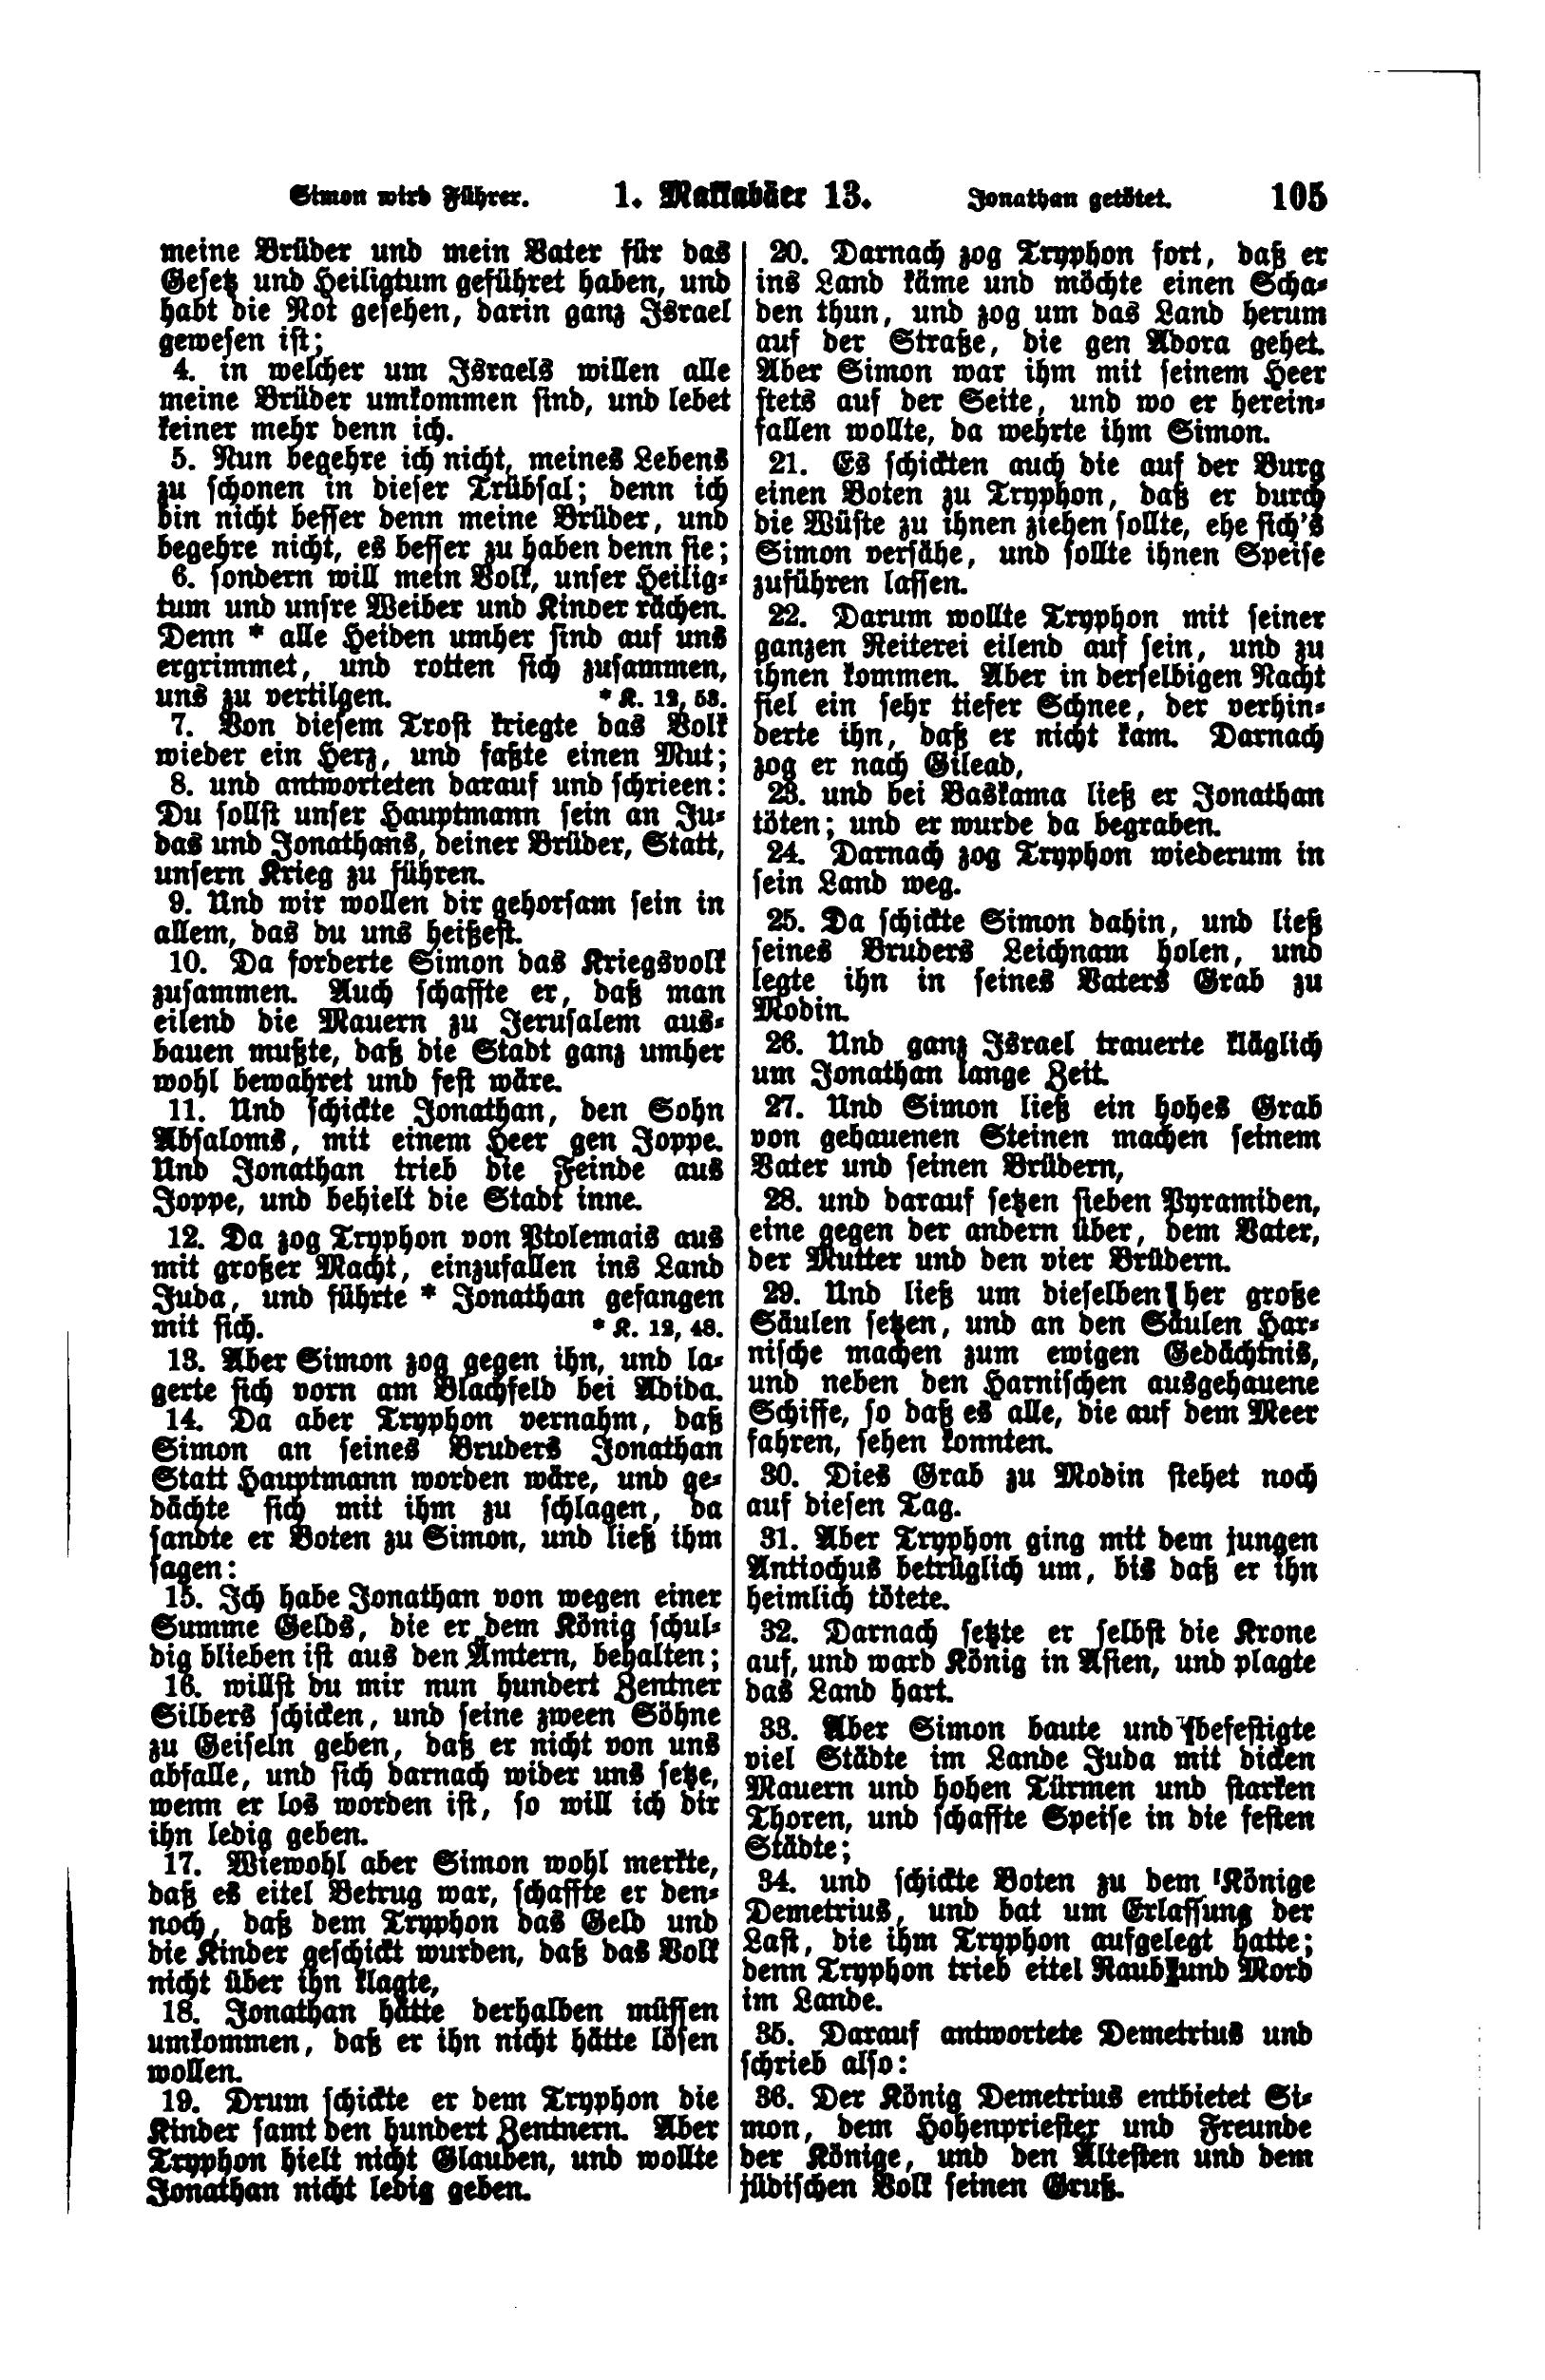 Simon wird Führer. 1. Makkabäer 13. Jonathan getötet. 105
meine Brüder und mein Vater für das
Gesetz und Heiligtum geführet haben, und
habt die Not gesehen, darin ganz Israel
gewesen ist;
4. in welcher um Israels willen alle
meine Brüder umkommen sind, und lebet
keiner mehr denn ich.
5. Nun begehre ich nicht, meines Lebens
zu schonen in dieser Trübsal; denn ich
bin nicht besser denn meine Brüder, und
begehre nicht, es besser zu haben denn sie;
6. sondern will mein Volk, unser Heilig-
tum und unsre Weiber und Kinder rächen.
Denn * alle Heiden umher sind auf uns
ergrimmet, und rotten sich zusammen,
uns zu vertilgen. * K. 12, 53.
7. Von diesem Trost kriegte das Volk
wieder ein Herz, und faßte einen Mut;
8. und antworteten darauf und schrieen:
Du sollst unser Hauptmann sein an Ju-
das und Jonathans, deiner Brüder, Statt,
unsern Krieg zu führen.
9. Und wir wollen dir gehorsam sein in
allem, das du uns heißest.
10. Da forderte Simon das Kriegsvolk
zusammen. Auch schaffte er, daß man
eilend die Mauern zu Jerusalem aus-
bauen mußte, daß die Stadt ganz umher
wohl bewahret und fest wäre.
11. Und schickte Jonathan, den Sohn
Absaloms, mit einem Heer gen Joppe.
Und Jonathan trieb die Feinde aus
Joppe, und behielt die Stadt inne.
12. Da zog Tryphon von Ptolemais aus
mit großer Macht, einzufallen ins Land
Juda, und führte * Jonathan gefangen
mit sich. * K. 12, 48.
13. Aber Simon zog gegen ihn, und la-
gerte sich vorn am Blachfeld bei Adida.
14. Da aber Tryphon vernahm, daß
Simon an seines Bruders Jonathan
Statt Hauptmann worden wäre, und ge-
dächte sich mit ihm zu schlagen, da
sandte er Boten zu Simon, und ließ ihm
sagen:
15. Ich habe Jonathan von wegen einer
Summe Gelds, die er dem König schul-
dig blieben ist aus den Ämtern, behalten;
16. willst du mir nun hundert Zentner
Silbers schicken, und seine zween Söhne
zu Geiseln geben, daß er nicht von uns
abfalle, und sich darnach wider uns setze,
wenn er los worden ist, so will ich dir
ihn ledig geben.
17. Wiewohl aber Simon wohl merkte,
daß es eitel Betrug war, schaffte er den-
noch, daß dem Tryphon das Geld und
die Kinder geschickt wurden, daß das Volk
nicht über ihn klagte,
18. Jonathan hätte derhalben müssen
umkommen, daß er ihn nicht hätte lösen
wollen.
19. Drum schickte er dem Tryphon die
Kinder samt den hundert Zentnern. Aber
Tryphon hielt nicht Glauben, und wollte
Jonathan nicht ledig geben.
20. Darnach zog Tryphon fort, daß er
ins Land käme und möchte einen Scha-
den thun, und zog um das Land herum
auf der Straße, die gen Adora gehet.
Aber Simon war ihm mit seinem Heer
stets auf der Seite, und wo er herein-
fallen wollte, da wehrte ihm Simon.
21. Es schickten auch die auf der Burg
einen Boten zu Tryphon, daß er durch
die Wüste zu ihnen ziehen sollte, ehe sich's
Simon versähe, und sollte ihnen Speise
zuführen lassen.
22. Darum wollte Tryphon mit seiner
ganzen Reiterei eilend auf sein, und zu
ihnen kommen. Aber in derselbigen Nacht
fiel ein sehr tiefer Schnee, der verhin-
derte ihn, daß er nicht kam. Darnach
zog er nach Gilead,
23. und bei Baskama ließ er Jonathan
töten; und er wurde da begraben.
24. Darnach zog Tryphon wiederum in
sein Land weg.
25. Da schickte Simon dahin, und ließ
seines Bruders Leichnam holen, und
legte ihn in seines Vaters Grab zu
Modin.
26. Und ganz Israel trauerte kläglich
um Jonathan lange Zeit.
27. Und Simon ließ ein hohes Grab
von gehauenen Steinen machen seinem
Vater und seinen Brüdern,
28. und darauf setzen sieben Pyramiden,
eine gegen der andern über, dem Vater,
der Mutter und den vier Brüdern.
29. Und ließ um dieselben her große
Säulen setzen, und an den Säulen Har-
nische machen zum ewigen Gedächtnis,
und neben den Harnischen ausgehauene
Schiffe, so daß es alle, die auf dem Meer
fahren, sehen konnten.
30. Dies Grab zu Modin stehet noch
auf diesen Tag.
31. Aber Tryphon ging mit dem jungen
Antiochus betrüglich um, bis daß er ihn
heimlich tötete.
32. Darnach setzte er selbst die Krone
auf, und ward König in Asien, und plagte
das Land hart.
33. Aber Simon baute und befestigte
viel Städte im Lande Juda mit dicken
Mauern und hohen Türmen und starken
Thoren, und schaffte Speise in die festen
Städte;
34. und schickte Boten zu dem Könige
Demetrius, und bat um Erlassung der
Last, die ihm Tryphon aufgelegt hatte;
denn Tryphon trieb eitel Raub und Mord
im Lande.
35. Darauf antwortete Demetrius und
schrieb also:
36. Der König Demetrius entbietet Si-
mon, dem Hohenpriester und Freunde
der Könige, und den Ältesten und dem
jüdischen Volk seinen Gruß.